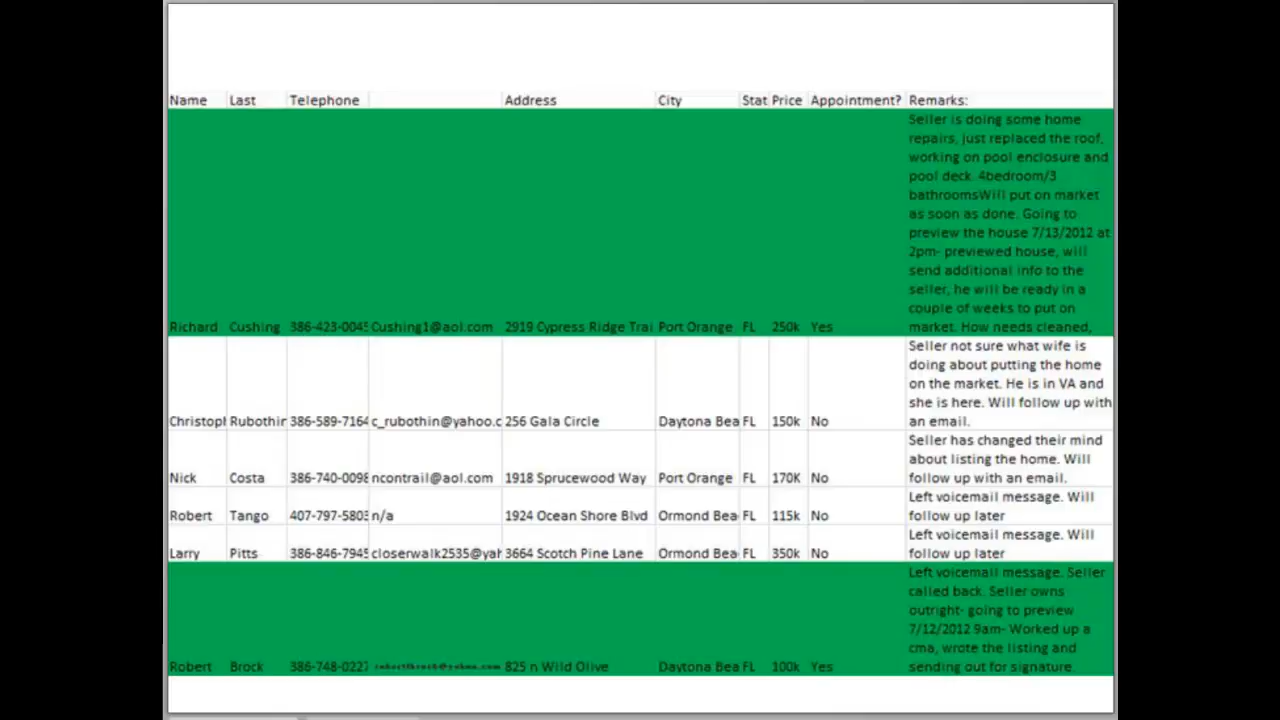 Name Last Telephone Address City Stat Price Appointment? Remarks:
Seller is doing some home
repairs, just replaced the roof,
working on pool enclosure and
pool deck. 4bedroom/3
bathroomsWill put on market
as soon as done. Going to
preview the house 7/13/2012 at
2pm- previewed house, will
send additional info to the
seller, he will be ready in a
couple of weeks to put on
Richard Cushing 386-423-0045 Cushing1@aol.com 2919 Cypress Ridge Trai Port Orange FL 250k Yes market. How needs cleaned,
Seller not sure what wife is
doing about putting the home
on the market. He is in VA and
she is here. Will follow up with
Christoph Rubothin 386-589-7164 c_rubothin@yahoo.c 256 Gala Circle Daytona Bea FL 150k No an email.
Seller has changed their mind
about listing the home. Will
Nick Costa 386-740-0098 ncontrail@aol.com 1918 Sprucewood Way Port Orange FL 170K No follow up with an email.
Left voicemail message. Will
Robert Tango 407-797-5803 n/a 1924 Ocean Shore Blvd Ormond Bea FL 115k No follow up later
Left voicemail message. Will
Larry Pitts 386-846-7945 closerwalk2535@yah 3664 Scotch Pine Lane Ormond Bea FL 350k No follow up later
Left voicemail message. Seller
called back. Seller owns
outright- going to preview
7/12/2012 9am- Worked up a
cma, wrote the listing and
Robert Brock 386-748-0227 825 n Wild Olive Daytona Bea FL 100k Yes sending out for signature.